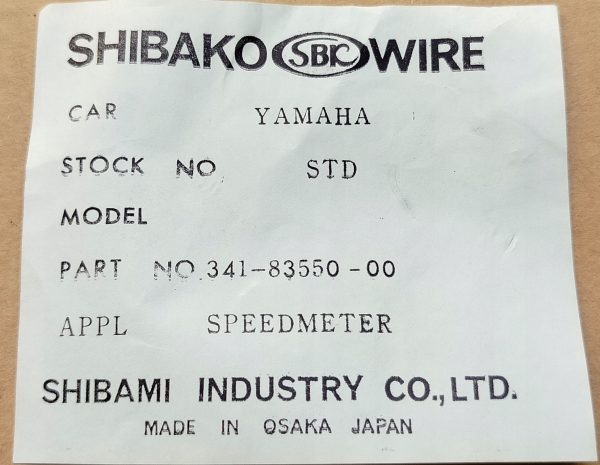 SHIBAKO SBK WIRE
CAR YAMAHA
STOCK NO STD
MODEL
PART NO. 341-83550-00
APPL SPEEDMETER
SHIBAMI INDUSTRY CO., LTD.
MADE IN OSAKA JAPAN